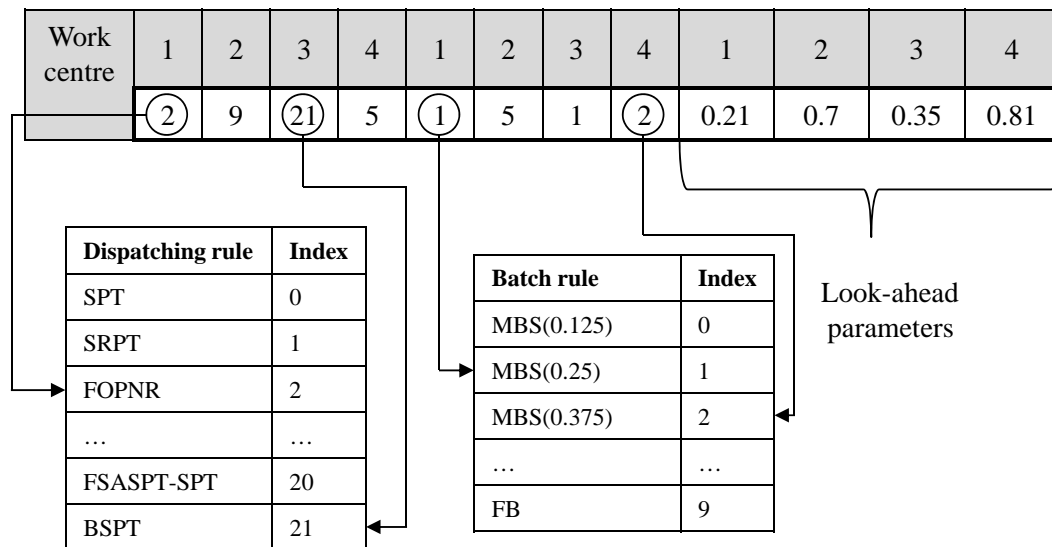 Work centre 1 2 3 4 1 2 3 4 1 2 3 4
2 9 21 5 1 5 1 2 0.21 0.7 0.35 0.81
Dispatching rule Index
SPT 0
SRPT 1
FOPNR 2
… …
FSASPT-SPT 20
BSPT 21
Batch rule Index
MBS(0.125) 0
MBS(0.25) 1
MBS(0.375) 2
… …
FB 9
Look-ahead
parameters